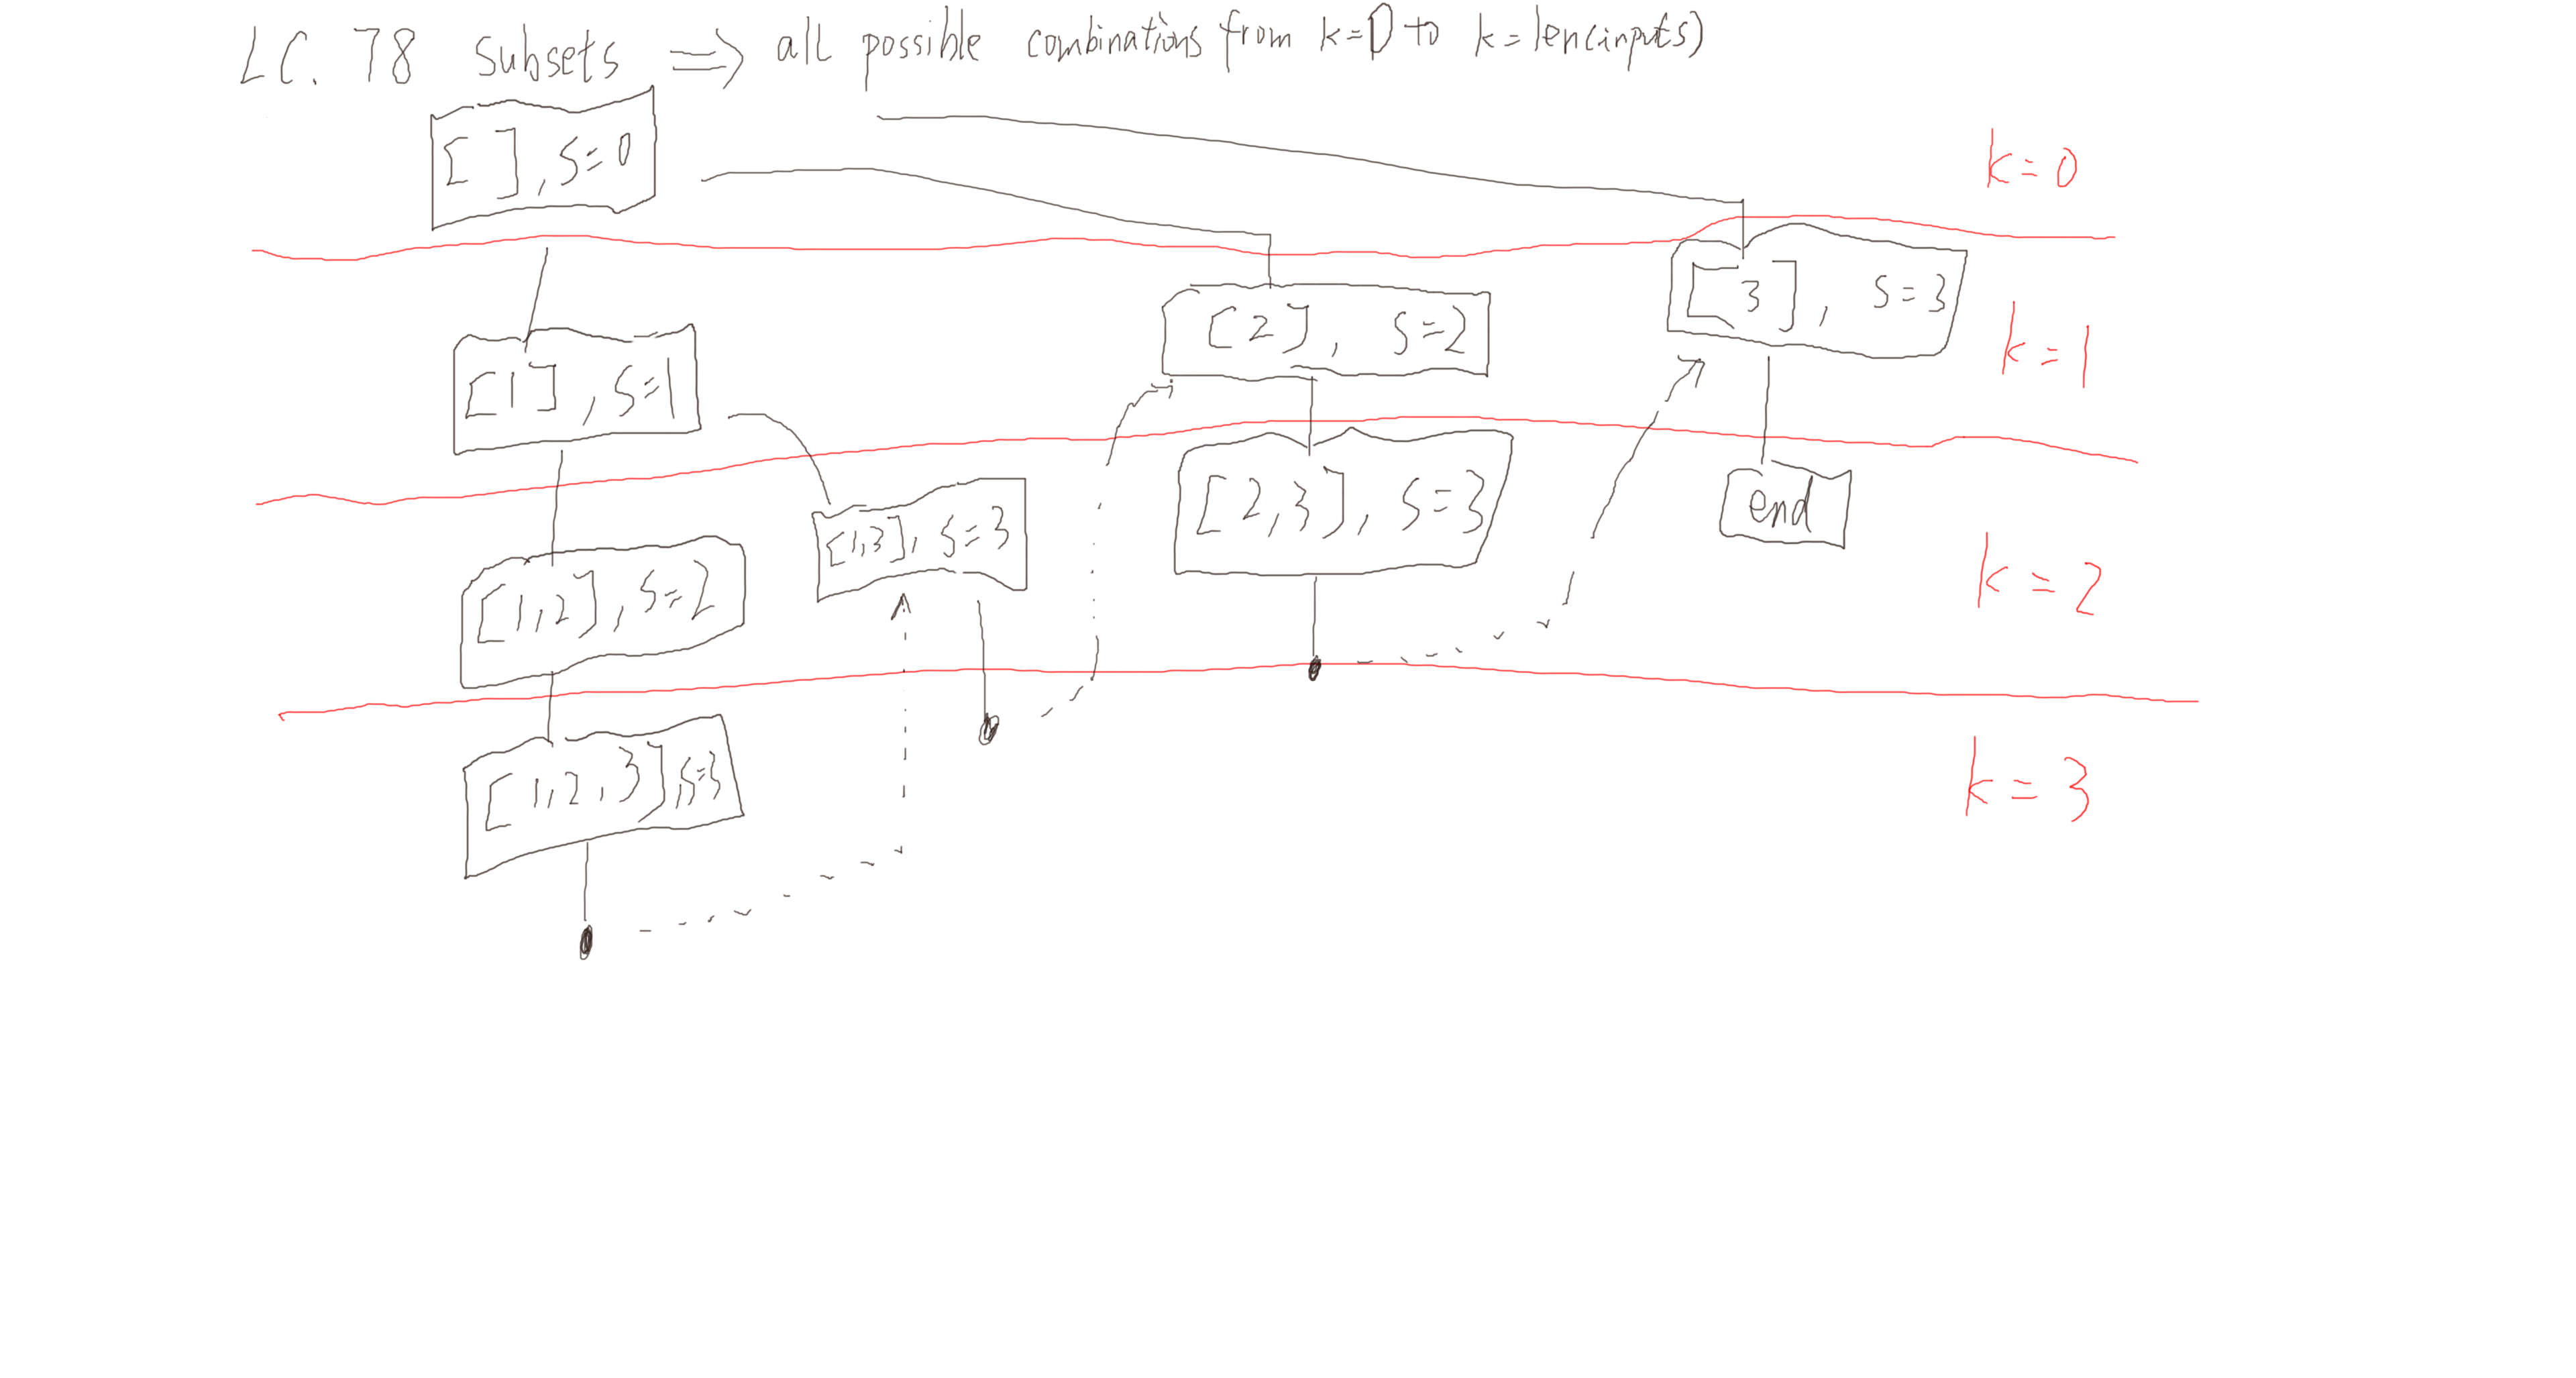 LC. 78 subsets ⟹ all possible combinations from k=0 to k=len(inputs)
[ ], s=0
k=0
[1], s=1
[2], s=2
[3], s=3
k=1
[1,2], s=2
[1,3], s=3
[2,3], s=3
end
k=2
[1,2,3], s=3
k=3